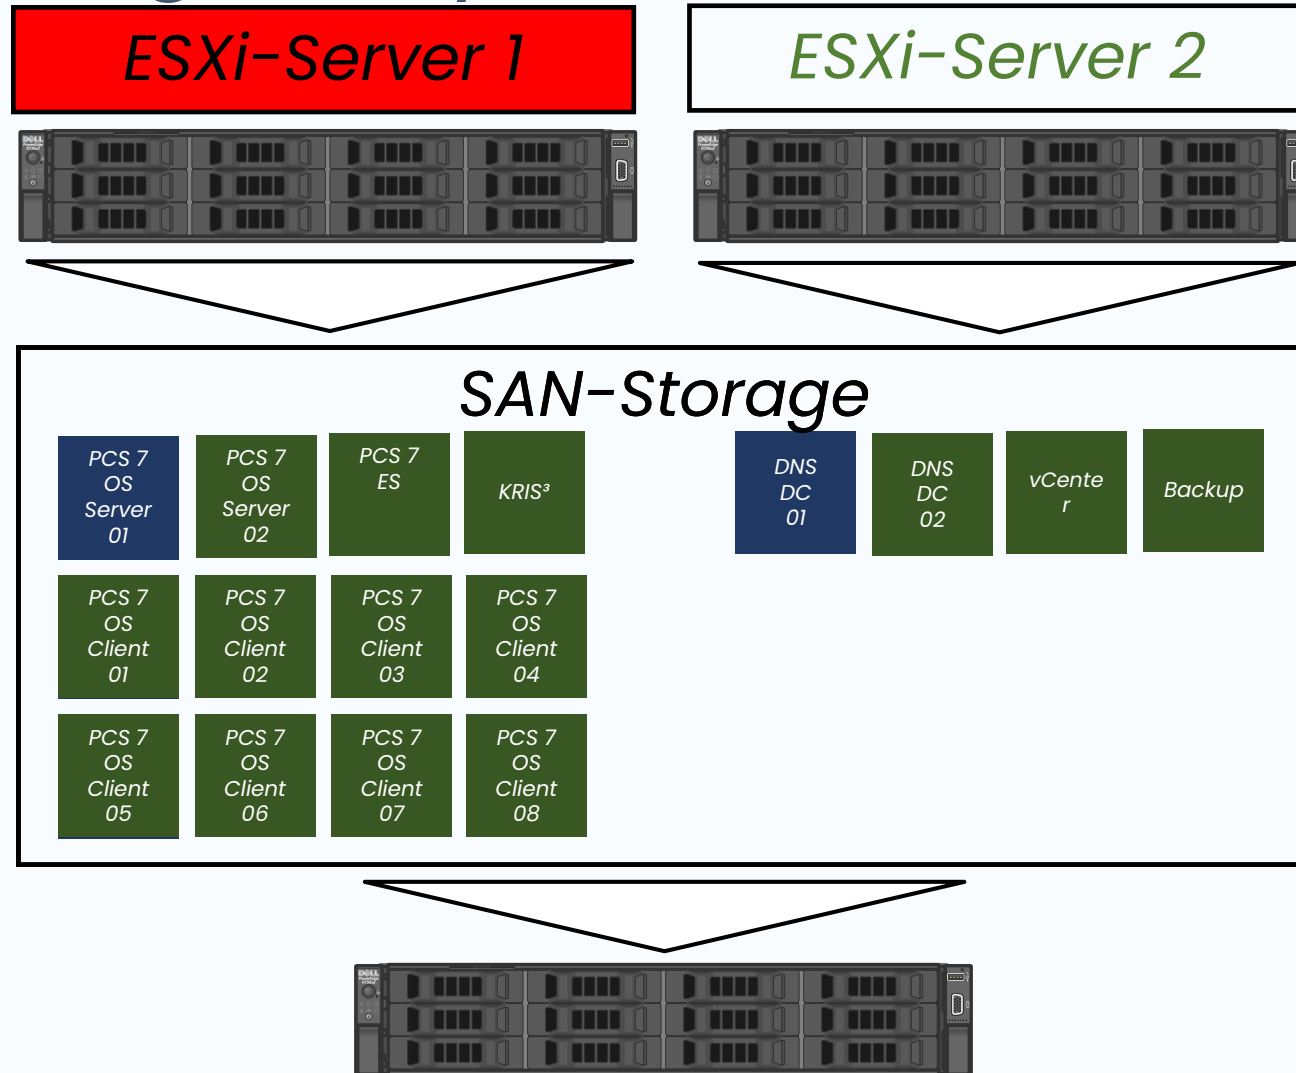 ESXi-Server 1
ESXi-Server 2
DELL
DELL
SAN-Storage
PCS 7
OS
Server
01
PCS 7
OS
Server
02
PCS 7
ES
KRIS³
DNS
DC
01
DNS
DC
02
vCente
r
Backup
PCS 7
OS
Client
01
PCS 7
OS
Client
02
PCS 7
OS
Client
03
PCS 7
OS
Client
04
PCS 7
OS
Client
05
PCS 7
OS
Client
06
PCS 7
OS
Client
07
PCS 7
OS
Client
08
DELL